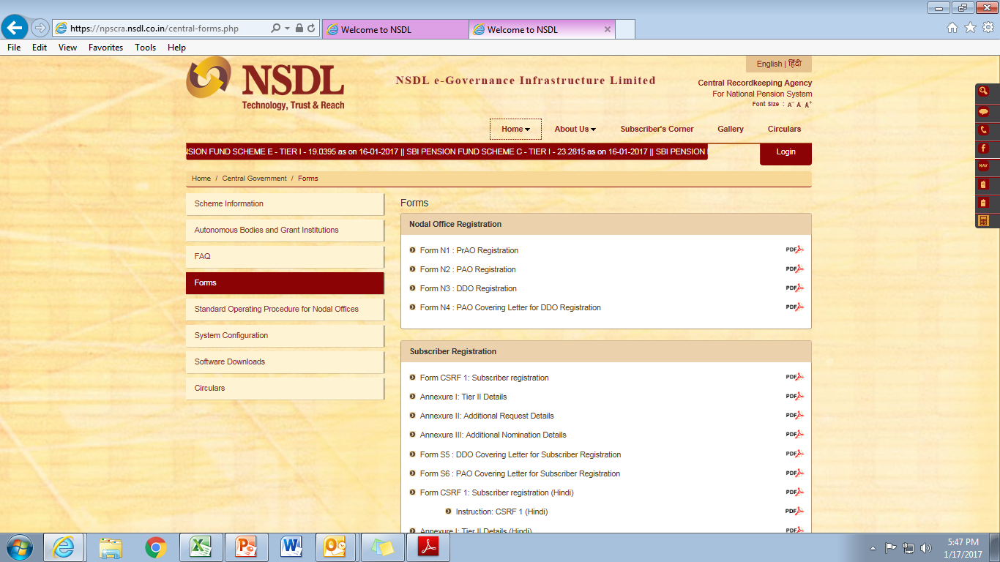 https://npscra.nsdl.co.in/central-forms.php
Welcome to NSDL
Welcome to NSDL
File Edit View Favorites Tools Help
NSDL
Technology, Trust & Reach
NSDL e-Governance Infrastructure Limited
English | हिंदी
Central Recordkeeping Agency
For National Pension System
Font Size : A⁻ A A⁺
Home About Us Subscriber's Corner Gallery Circulars
NSION FUND SCHEME E - TIER I - 19.0395 as on 16-01-2017 || SBI PENSION FUND SCHEME C - TIER I - 23.2815 as on 16-01-2017 || SBI PENSION
Login
NAV
Home / Central Government / Forms
Scheme Information
Autonomous Bodies and Grant Institutions
FAQ
Forms
Standard Operating Procedure for Nodal Offices
System Configuration
Software Downloads
Circulars
Forms
Nodal Office Registration
Form N1 : PrAO Registration PDF
Form N2 : PAO Registration PDF
Form N3 : DDO Registration PDF
Form N4 : PAO Covering Letter for DDO Registration PDF
Subscriber Registration
Form CSRF 1: Subscriber registration PDF
Annexure I: Tier II Details PDF
Annexure II: Additional Request Details PDF
Annexure III: Additional Nomination Details PDF
Form S5 : DDO Covering Letter for Subscriber Registration PDF
Form S6 : PAO Covering Letter for Subscriber Registration PDF
Form CSRF 1: Subscriber registration (Hindi) PDF
Instruction: CSRF 1 (Hindi) PDF
Annexure I: Tier II Details (Hindi) PDF
5:47 PM
1/17/2017